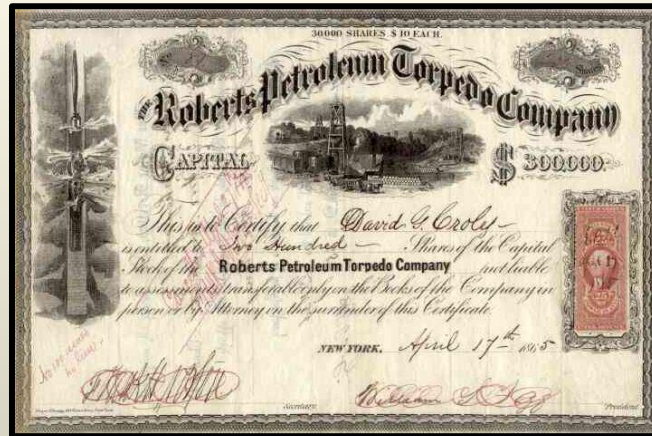 30000 SHARES $10 EACH.
Shares
THE Roberts Petroleum Torpedo Company
CAPITAL $300,000.
This is to Certify that David G. Croly
is entitled to Two Hundred Shares of the Capital
Stock of the Roberts Petroleum Torpedo Company not liable
to assessments transferable only on the Books of the Company in
person or by Attorney on the surrender of this Certificate.
NEW YORK, April 17th 1865
Secretary. President